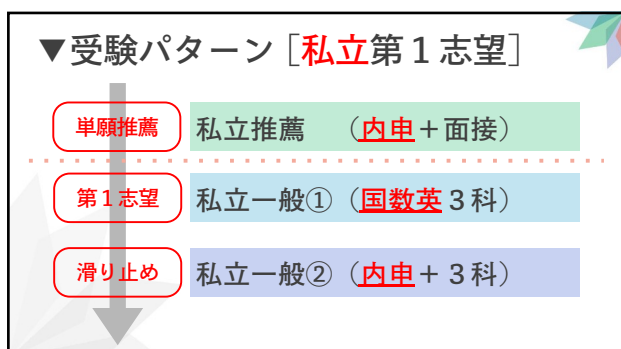 ▼受験パターン［私立第１志望］
単願推薦 私立推薦 （内申＋面接）
第１志望 私立一般①（国数英３科）
滑り止め 私立一般②（内申＋３科）